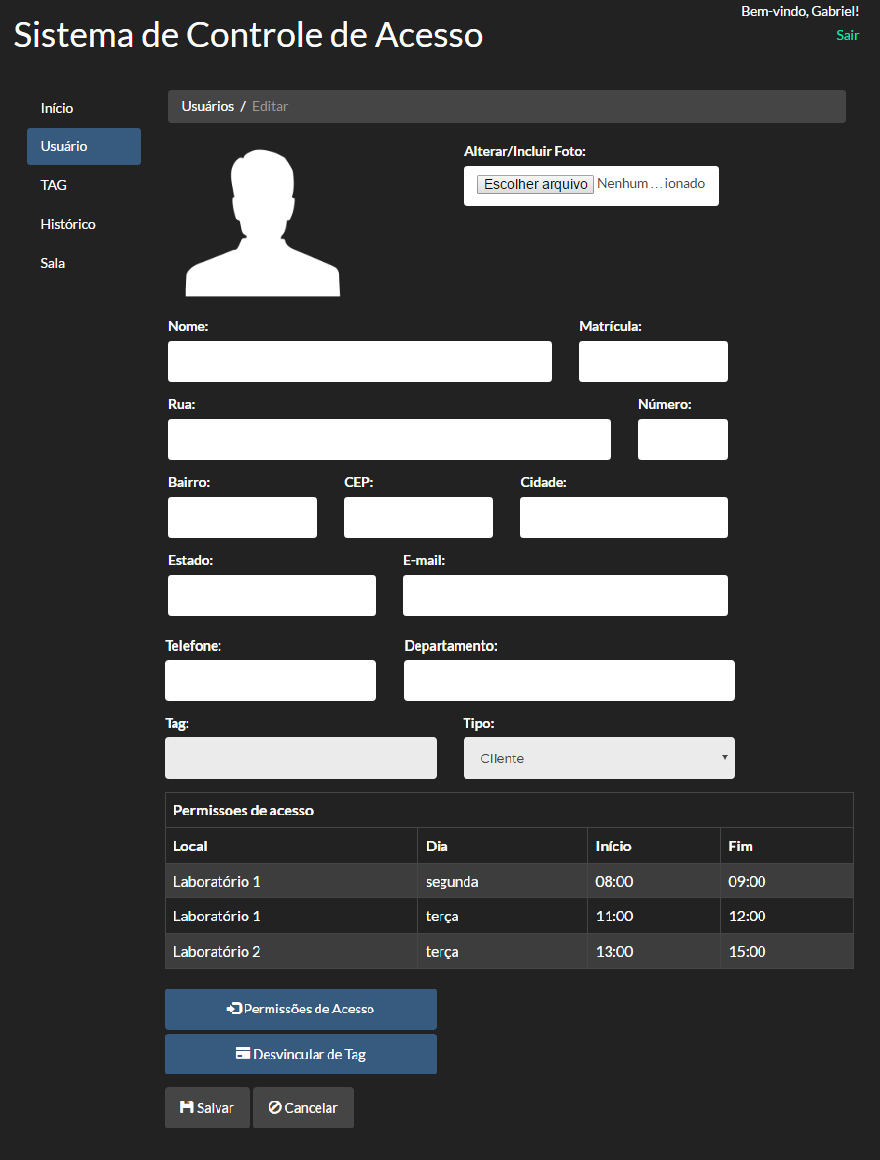 Bem-vindo, Gabriel!
Sistema de Controle de Acesso
Sair
Início
Usuário
TAG
Histórico
Sala
Usuários / Editar
Alterar/Incluir Foto:
Escolher arquivo Nenhum…ionado
Nome: Matrícula:
Rua: Número:
Bairro: CEP: Cidade:
Estado: E-mail:
Telefone: Departamento:
Tag: Tipo:
Cliente
Permissoes de acesso
Local Dia Início Fim
Laboratório 1 segunda 08:00 09:00
Laboratório 1 terça 11:00 12:00
Laboratório 2 terça 13:00 15:00
Permissões de Acesso
Desvincular de Tag
Salvar Cancelar